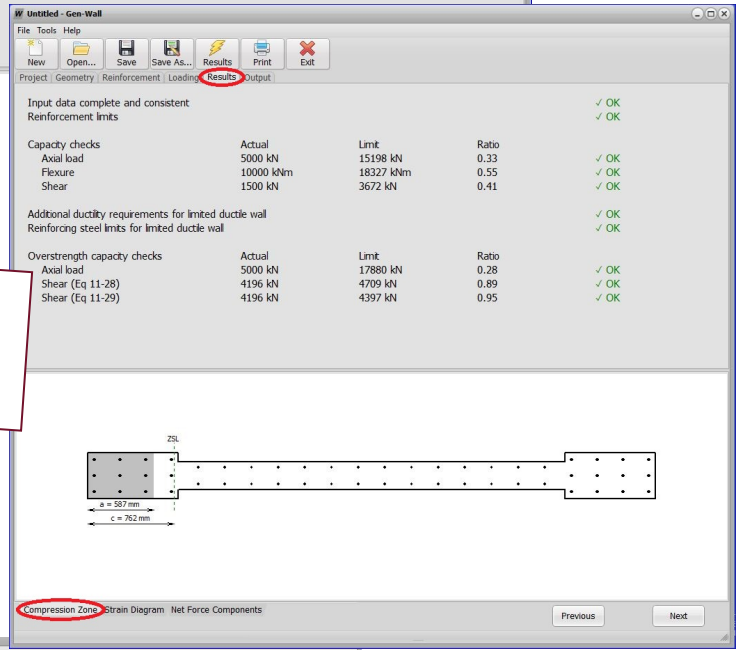 Untitled - Gen-Wall
File Tools Help
New Open... Save Save As... Results Print Exit
Project Geometry Reinforcement Loading Results Output
Input data complete and consistent ✓ OK
Reinforcement limits ✓ OK
Capacity checks Actual Limit Ratio
Axial load 5000 kN 15198 kN 0.33 ✓ OK
Flexure 10000 kNm 18327 kNm 0.55 ✓ OK
Shear 1500 kN 3672 kN 0.41 ✓ OK
Additional ductility requirements for limited ductile wall ✓ OK
Reinforcing steel limits for limited ductile wall ✓ OK
Overstrength capacity checks Actual Limit Ratio
Axial load 5000 kN 17880 kN 0.28 ✓ OK
Shear (Eq 11-28) 4196 kN 4709 kN 0.89 ✓ OK
Shear (Eq 11-29) 4196 kN 4397 kN 0.95 ✓ OK
ZSL
a = 587 mm
c = 762 mm
Compression Zone Strain Diagram Net Force Components
Previous Next